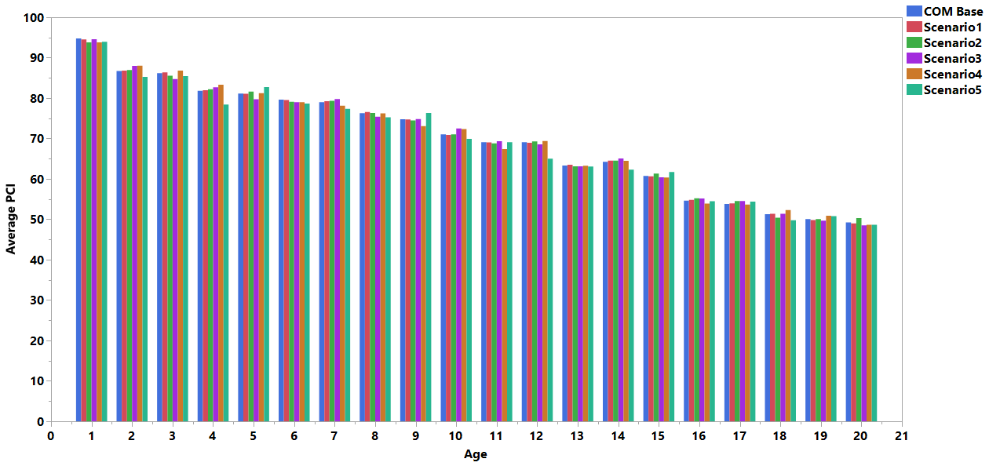 COM Base
Scenario1
Scenario2
Scenario3
Scenario4
Scenario5
100
90
80
70
60
50
40
30
20
10
0
Average PCI
0 1 2 3 4 5 6 7 8 9 10 11 12 13 14 15 16 17 18 19 20 21
Age